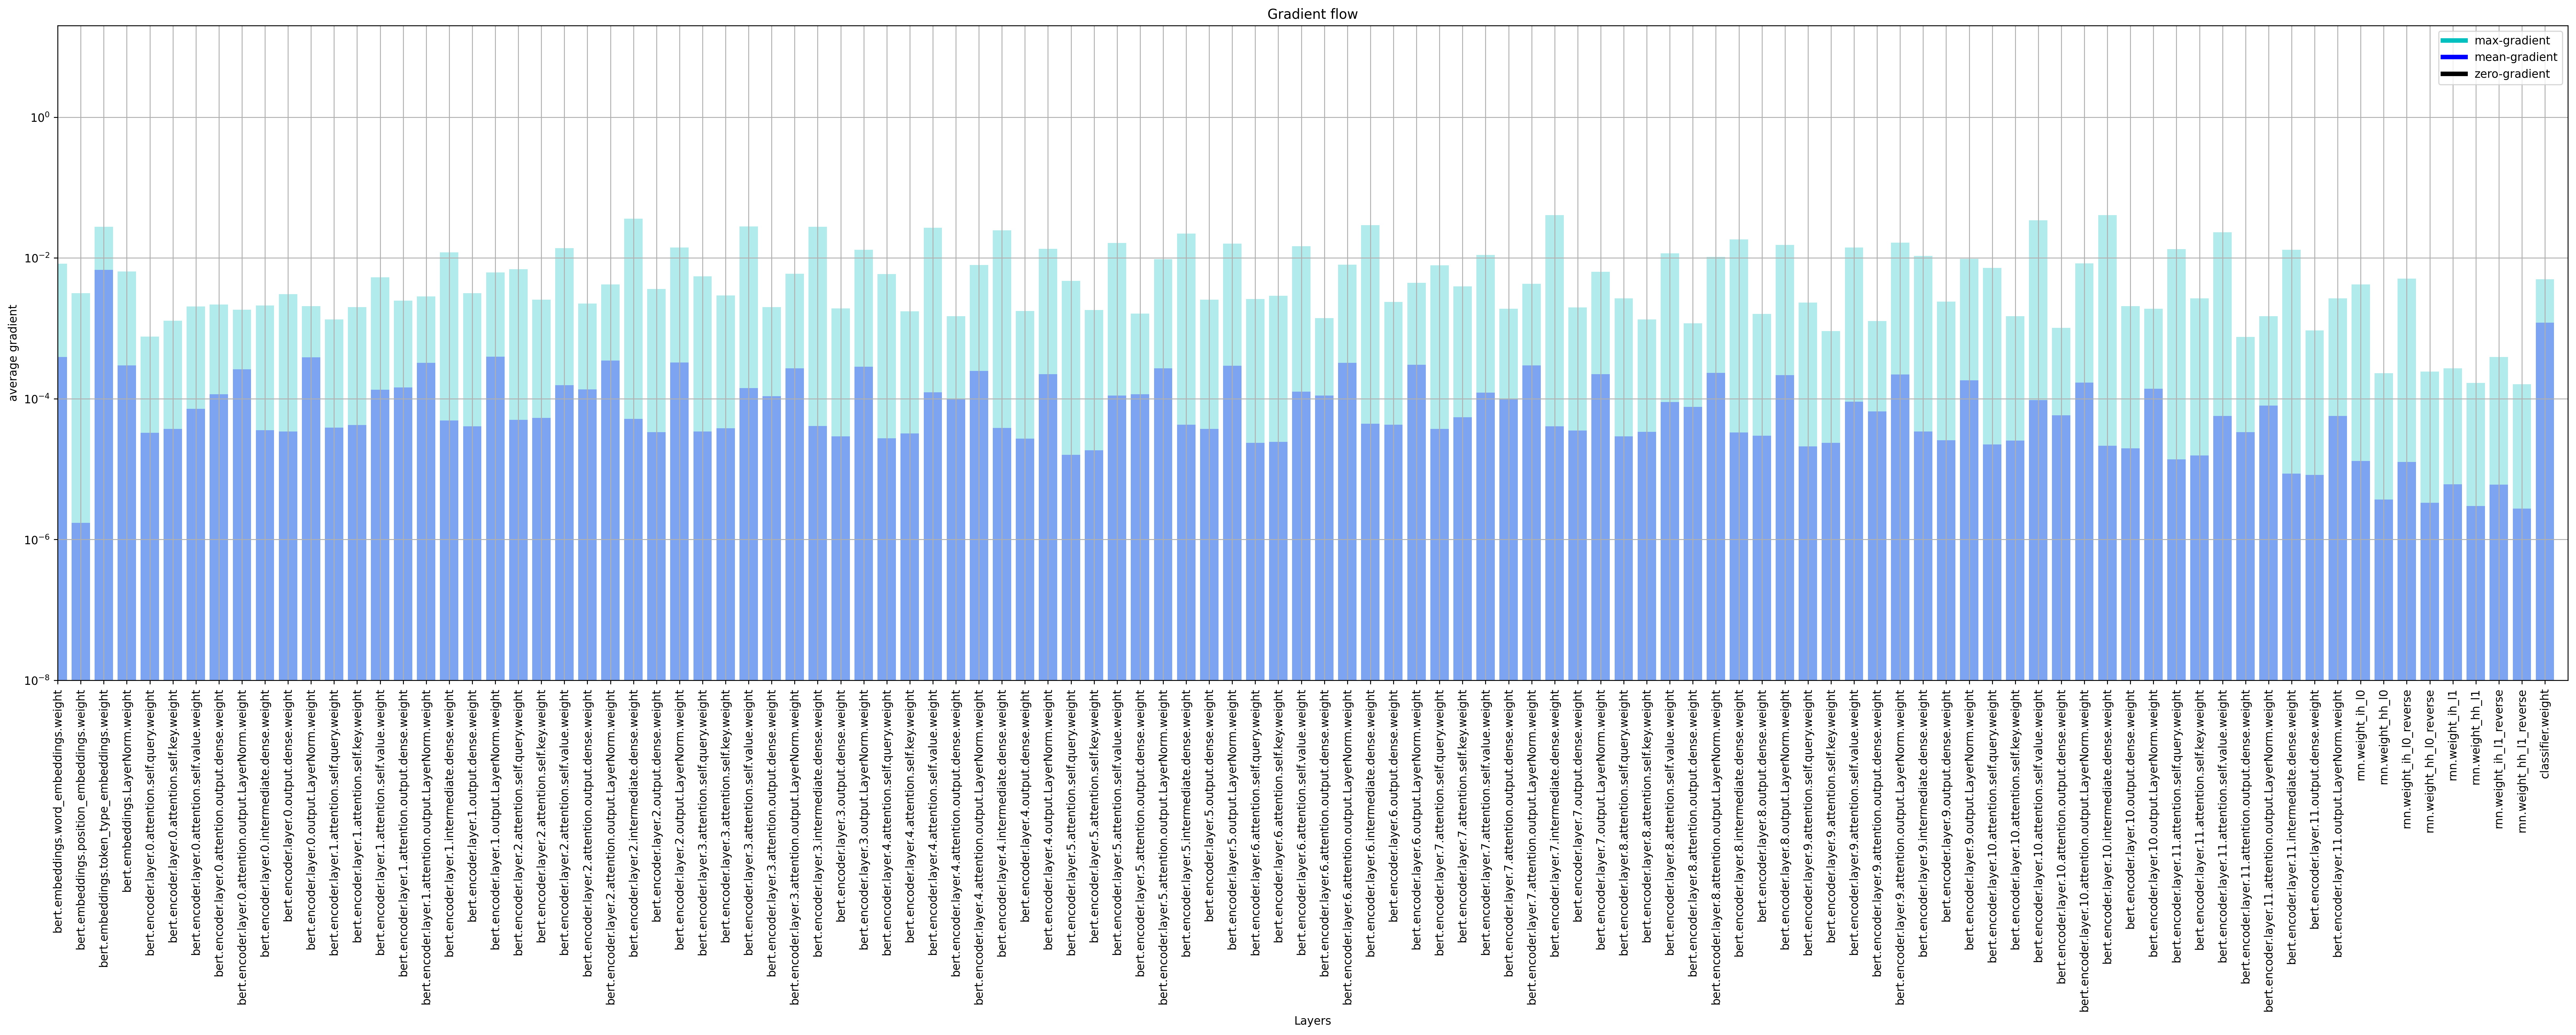 Gradient flow
max-gradient
mean-gradient
zero-gradient
average gradient
10⁰
10⁻²
10⁻⁴
10⁻⁶
10⁻⁸
bert.embeddings.word_embeddings.weight
bert.embeddings.position_embeddings.weight
bert.embeddings.token_type_embeddings.weight
bert.embeddings.LayerNorm.weight
bert.encoder.layer.0.attention.self.query.weight
bert.encoder.layer.0.attention.self.key.weight
bert.encoder.layer.0.attention.self.value.weight
bert.encoder.layer.0.attention.output.dense.weight
bert.encoder.layer.0.attention.output.LayerNorm.weight
bert.encoder.layer.0.intermediate.dense.weight
bert.encoder.layer.0.output.dense.weight
bert.encoder.layer.0.output.LayerNorm.weight
bert.encoder.layer.1.attention.self.query.weight
bert.encoder.layer.1.attention.self.key.weight
bert.encoder.layer.1.attention.self.value.weight
bert.encoder.layer.1.attention.output.dense.weight
bert.encoder.layer.1.attention.output.LayerNorm.weight
bert.encoder.layer.1.intermediate.dense.weight
bert.encoder.layer.1.output.dense.weight
bert.encoder.layer.1.output.LayerNorm.weight
bert.encoder.layer.2.attention.self.query.weight
bert.encoder.layer.2.attention.self.key.weight
bert.encoder.layer.2.attention.self.value.weight
bert.encoder.layer.2.attention.output.dense.weight
bert.encoder.layer.2.attention.output.LayerNorm.weight
bert.encoder.layer.2.intermediate.dense.weight
bert.encoder.layer.2.output.dense.weight
bert.encoder.layer.2.output.LayerNorm.weight
bert.encoder.layer.3.attention.self.query.weight
bert.encoder.layer.3.attention.self.key.weight
bert.encoder.layer.3.attention.self.value.weight
bert.encoder.layer.3.attention.output.dense.weight
bert.encoder.layer.3.attention.output.LayerNorm.weight
bert.encoder.layer.3.intermediate.dense.weight
bert.encoder.layer.3.output.dense.weight
bert.encoder.layer.3.output.LayerNorm.weight
bert.encoder.layer.4.attention.self.query.weight
bert.encoder.layer.4.attention.self.key.weight
bert.encoder.layer.4.attention.self.value.weight
bert.encoder.layer.4.attention.output.dense.weight
bert.encoder.layer.4.attention.output.LayerNorm.weight
bert.encoder.layer.4.intermediate.dense.weight
bert.encoder.layer.4.output.dense.weight
bert.encoder.layer.4.output.LayerNorm.weight
bert.encoder.layer.5.attention.self.query.weight
bert.encoder.layer.5.attention.self.key.weight
bert.encoder.layer.5.attention.self.value.weight
bert.encoder.layer.5.attention.output.dense.weight
bert.encoder.layer.5.attention.output.LayerNorm.weight
bert.encoder.layer.5.intermediate.dense.weight
bert.encoder.layer.5.output.dense.weight
bert.encoder.layer.5.output.LayerNorm.weight
bert.encoder.layer.6.attention.self.query.weight
bert.encoder.layer.6.attention.self.key.weight
bert.encoder.layer.6.attention.self.value.weight
bert.encoder.layer.6.attention.output.dense.weight
bert.encoder.layer.6.attention.output.LayerNorm.weight
bert.encoder.layer.6.intermediate.dense.weight
bert.encoder.layer.6.output.dense.weight
bert.encoder.layer.6.output.LayerNorm.weight
bert.encoder.layer.7.attention.self.query.weight
bert.encoder.layer.7.attention.self.key.weight
bert.encoder.layer.7.attention.self.value.weight
bert.encoder.layer.7.attention.output.dense.weight
bert.encoder.layer.7.attention.output.LayerNorm.weight
bert.encoder.layer.7.intermediate.dense.weight
bert.encoder.layer.7.output.dense.weight
bert.encoder.layer.7.output.LayerNorm.weight
bert.encoder.layer.8.attention.self.query.weight
bert.encoder.layer.8.attention.self.key.weight
bert.encoder.layer.8.attention.self.value.weight
bert.encoder.layer.8.attention.output.dense.weight
bert.encoder.layer.8.attention.output.LayerNorm.weight
bert.encoder.layer.8.intermediate.dense.weight
bert.encoder.layer.8.output.dense.weight
bert.encoder.layer.8.output.LayerNorm.weight
bert.encoder.layer.9.attention.self.query.weight
bert.encoder.layer.9.attention.self.key.weight
bert.encoder.layer.9.attention.self.value.weight
bert.encoder.layer.9.attention.output.dense.weight
bert.encoder.layer.9.attention.output.LayerNorm.weight
bert.encoder.layer.9.intermediate.dense.weight
bert.encoder.layer.9.output.dense.weight
bert.encoder.layer.9.output.LayerNorm.weight
bert.encoder.layer.10.attention.self.query.weight
bert.encoder.layer.10.attention.self.key.weight
bert.encoder.layer.10.attention.self.value.weight
bert.encoder.layer.10.attention.output.dense.weight
bert.encoder.layer.10.attention.output.LayerNorm.weight
bert.encoder.layer.10.intermediate.dense.weight
bert.encoder.layer.10.output.dense.weight
bert.encoder.layer.10.output.LayerNorm.weight
bert.encoder.layer.11.attention.self.query.weight
bert.encoder.layer.11.attention.self.key.weight
bert.encoder.layer.11.attention.self.value.weight
bert.encoder.layer.11.attention.output.dense.weight
bert.encoder.layer.11.attention.output.LayerNorm.weight
bert.encoder.layer.11.intermediate.dense.weight
bert.encoder.layer.11.output.dense.weight
bert.encoder.layer.11.output.LayerNorm.weight
rnn.weight_ih_l0
rnn.weight_hh_l0
rnn.weight_ih_l0_reverse
rnn.weight_hh_l0_reverse
rnn.weight_ih_l1
rnn.weight_hh_l1
rnn.weight_ih_l1_reverse
rnn.weight_hh_l1_reverse
classifier.weight
Layers